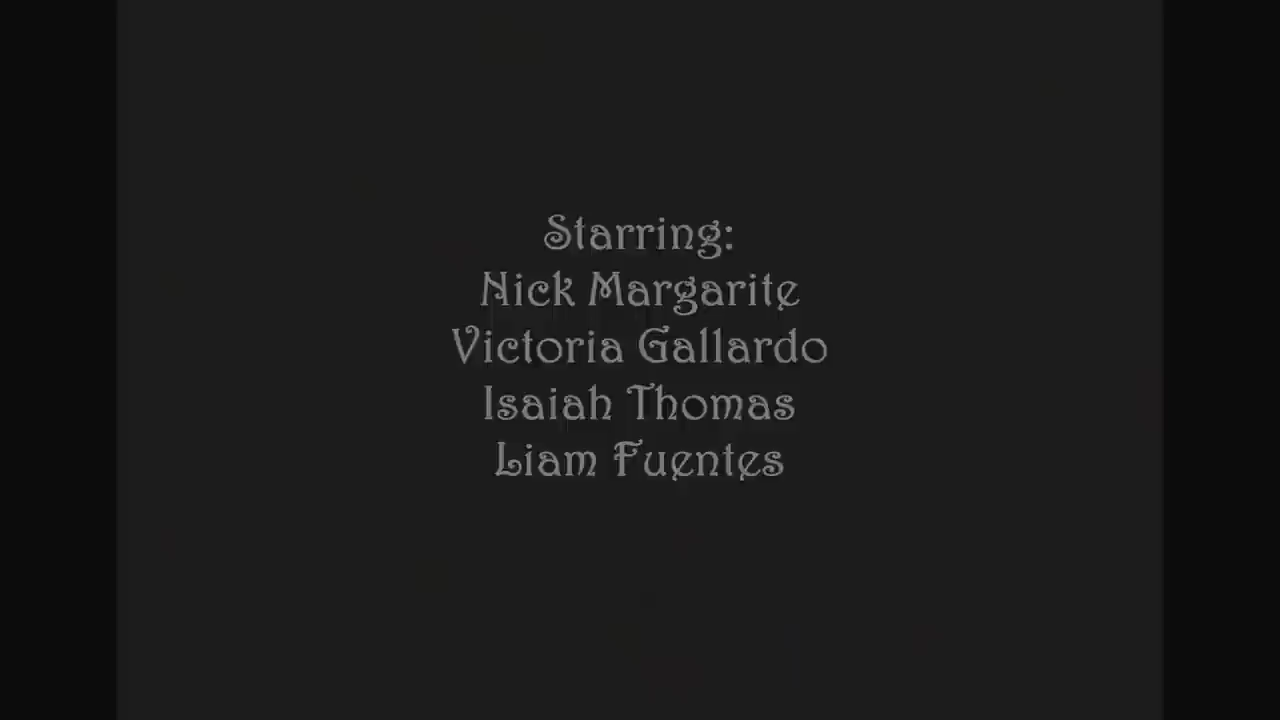 Starring:
Nick Margarite
Victoria Gallardo
Isaiah Thomas
Liam Fuentes